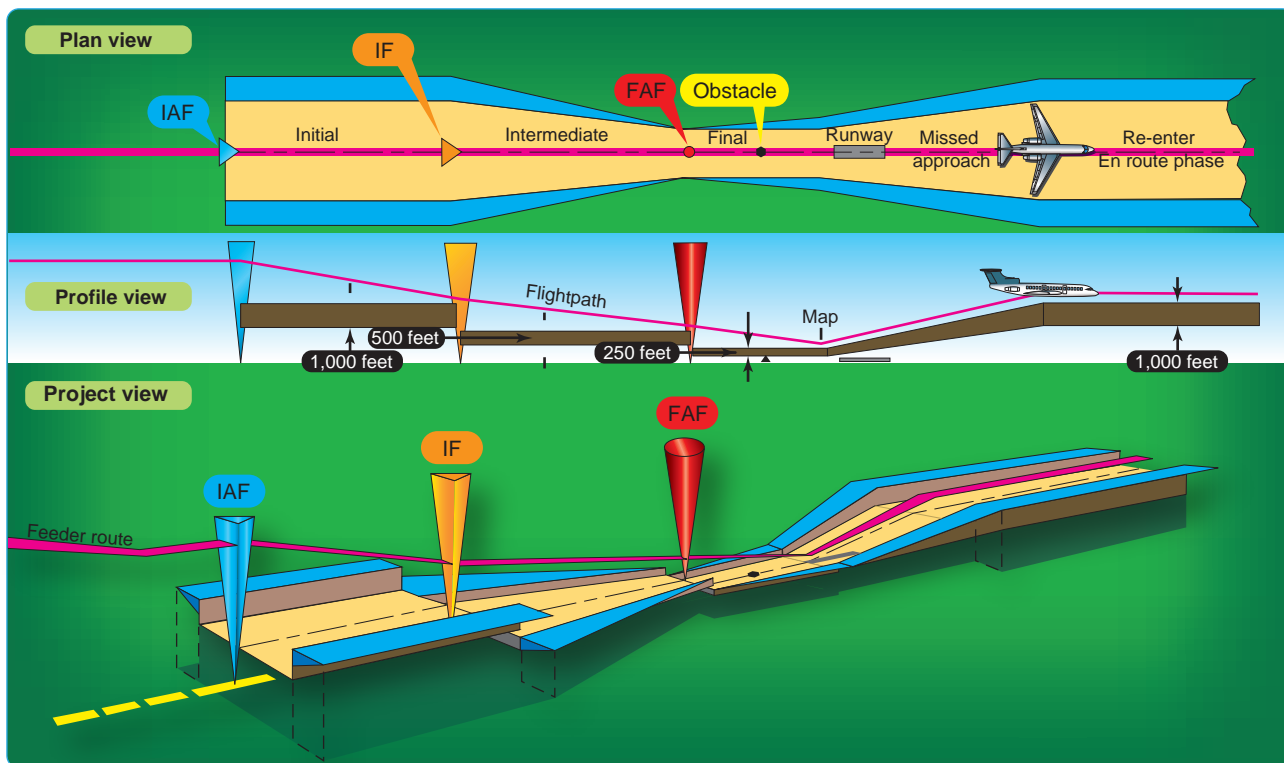 Plan view
IF
IAF
FAF
Obstacle
Initial
Intermediate
Final
Runway
Missed
approach
Re-enter
En route phase
Profile view
Flightpath
Map
500 feet
1,000 feet
250 feet
1,000 feet
Project view
FAF
IF
IAF
Feeder route